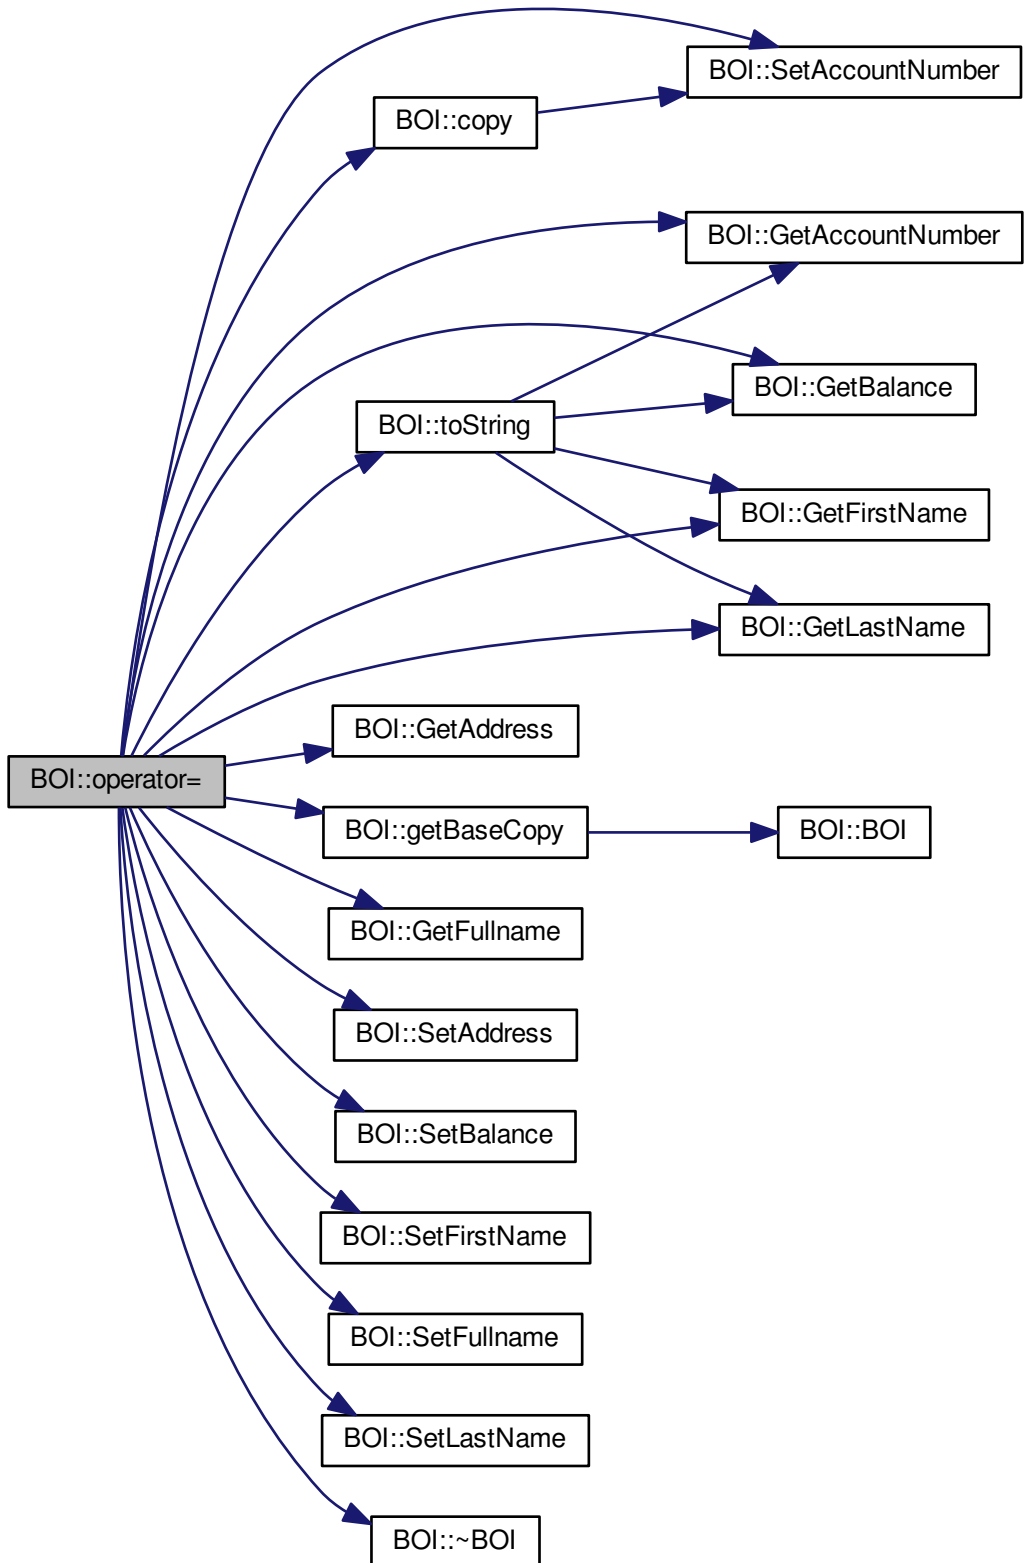 BOI::SetAccountNumber
BOI::copy
BOI::GetAccountNumber
BOI::GetBalance
BOI::toString
BOI::GetFirstName
BOI::GetLastName
BOI::GetAddress
BOI::operator=
BOI::getBaseCopy
BOI::BOI
BOI::GetFullname
BOI::SetAddress
BOI::SetBalance
BOI::SetFirstName
BOI::SetFullname
BOI::SetLastName
BOI::~BOI